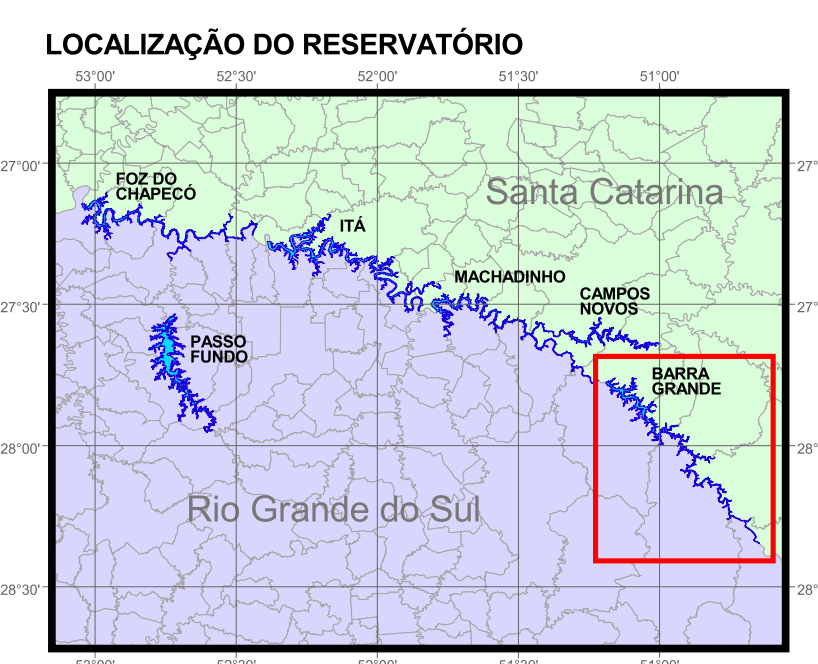 LOCALIZAÇÃO DO RESERVATÓRIO
53°00' 52°30' 52°00' 51°30' 51°00'
27°00' 27°
FOZ DO
CHAPECÓ
Santa Catarina
ITÁ
MACHADINHO
CAMPOS
NOVOS
27°30' 27°
PASSO
FUNDO
BARRA
GRANDE
28°00' 28°
Rio Grande do Sul
28°30' 28°